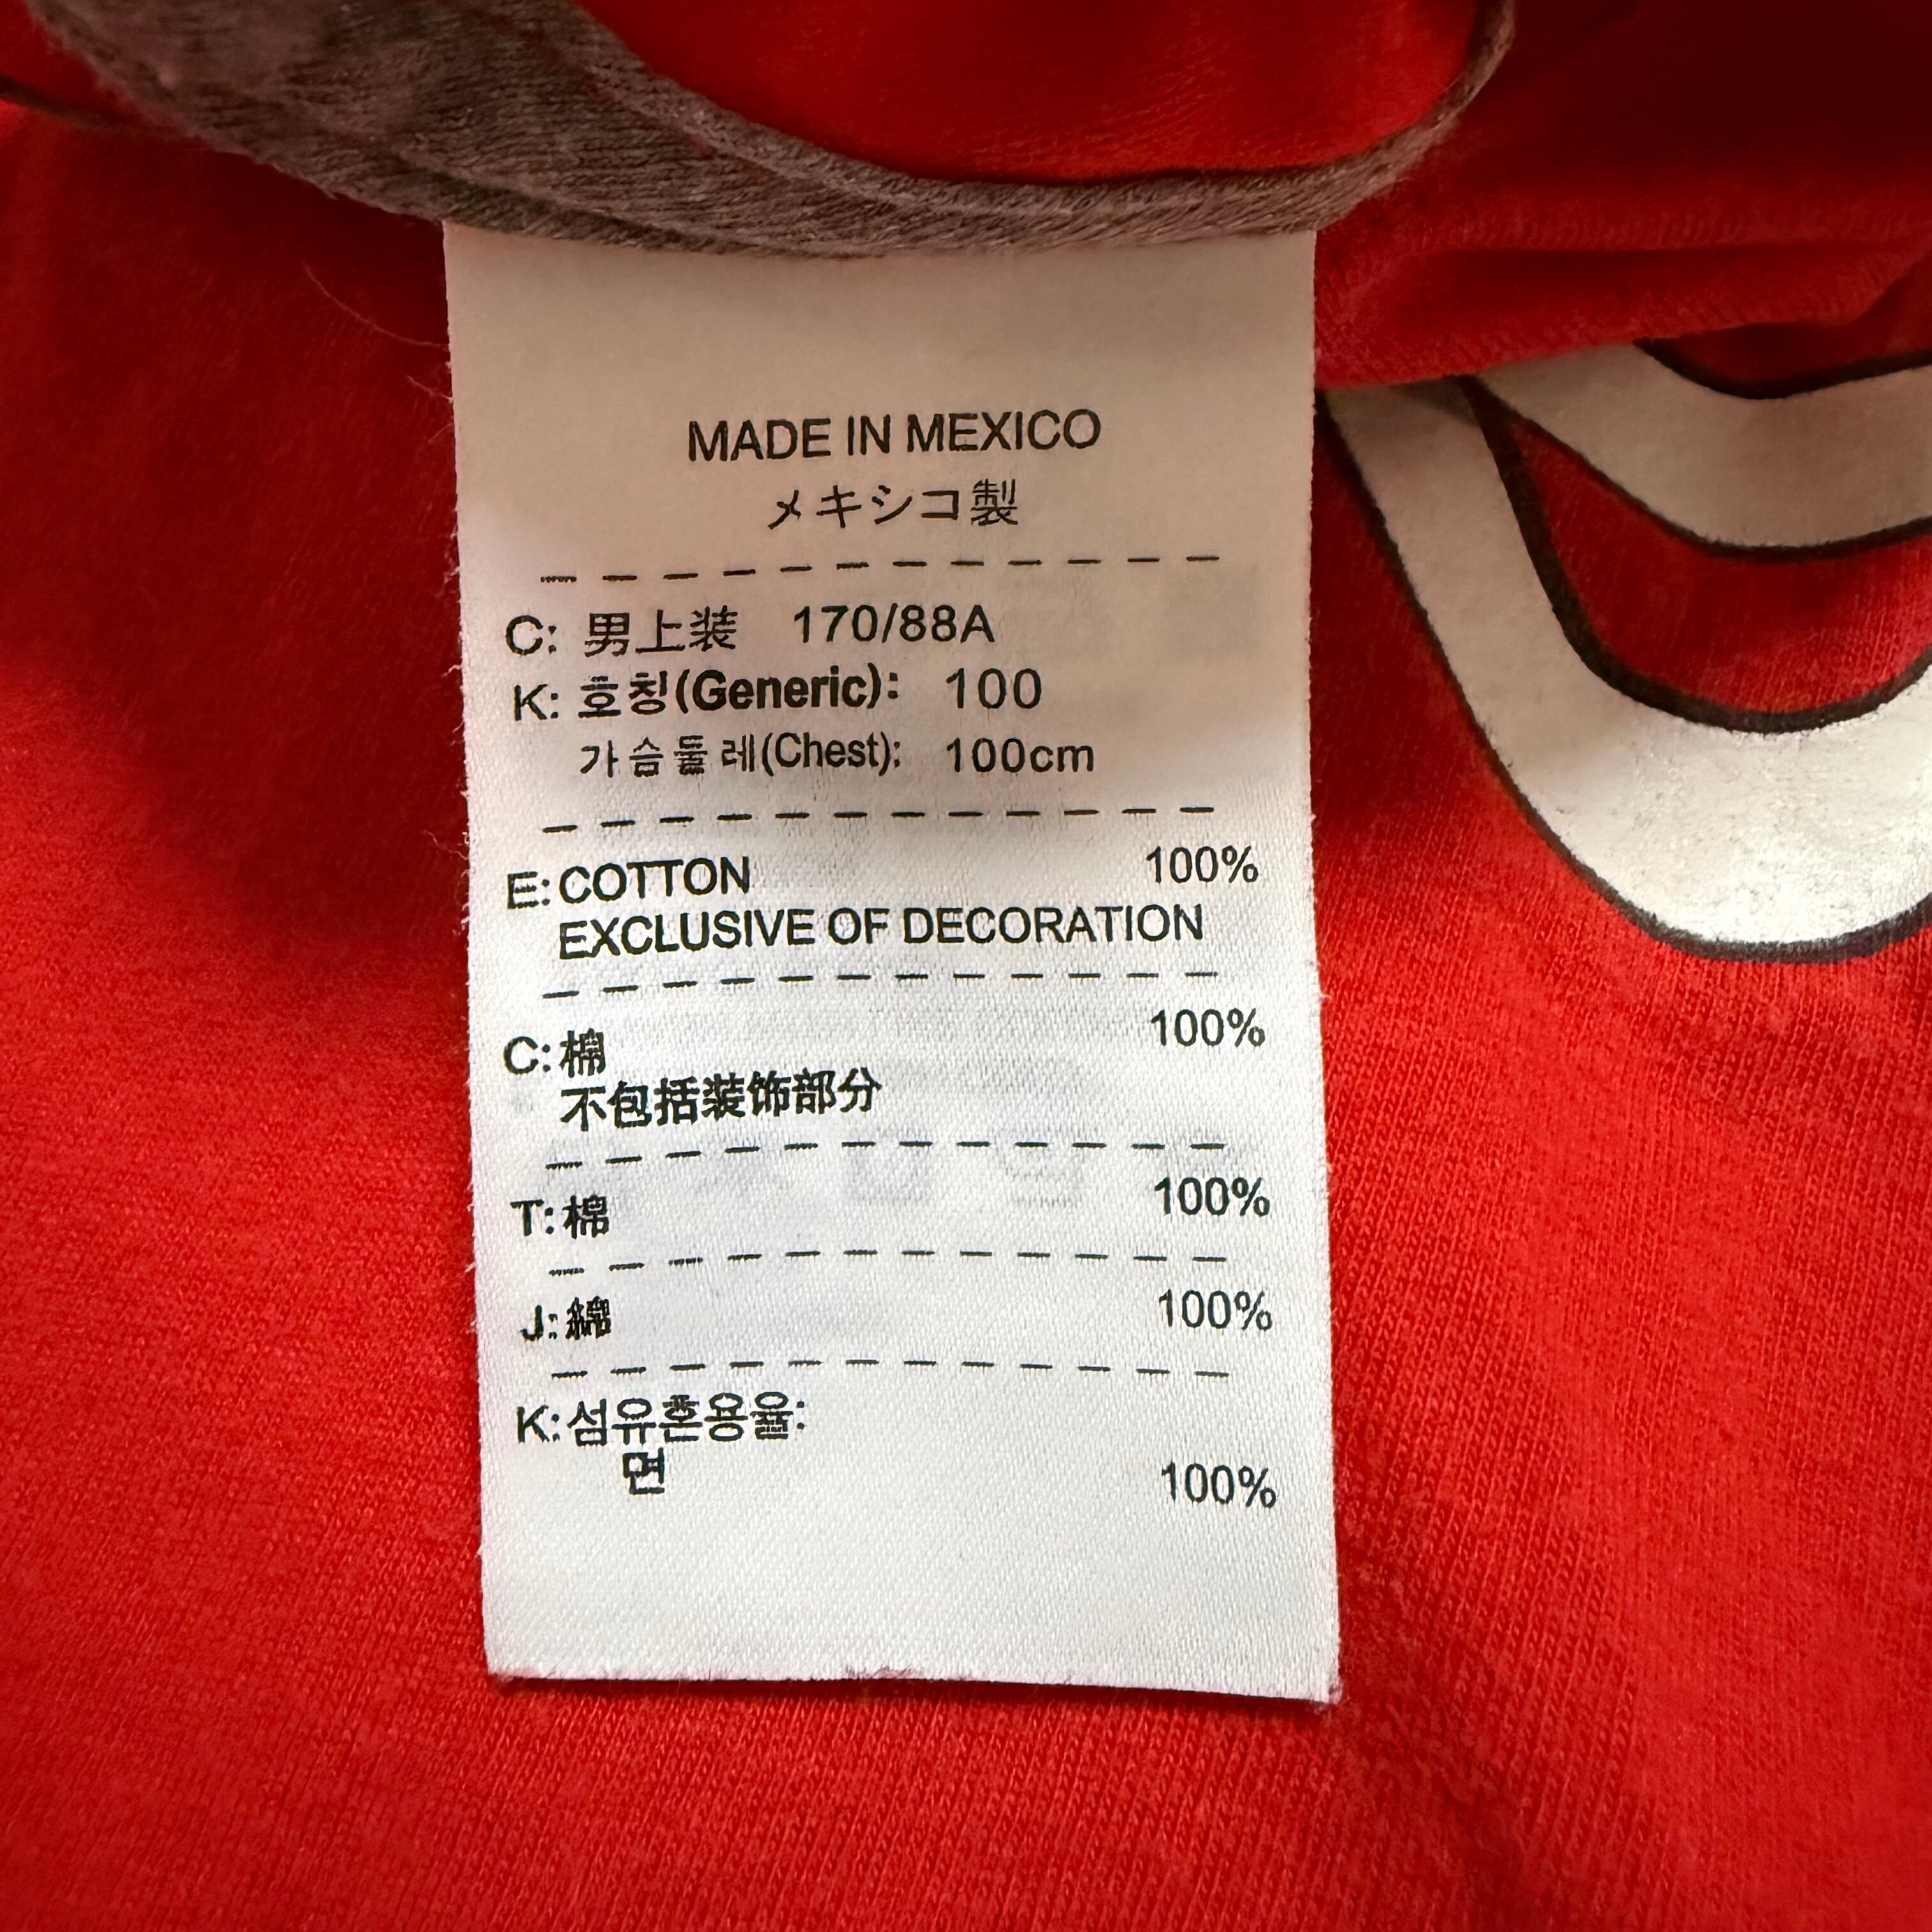 MADE IN MEXICO
メキシコ製
C: 男上装 170/88A
K: 호칭(Generic): 100
가슴둘레(Chest): 100cm
E: COTTON 100%
EXCLUSIVE OF DECORATION
C: 棉 100%
不包括装饰部分
T: 棉 100%
J: 綿 100%
K: 섬유혼용율:
면 100%